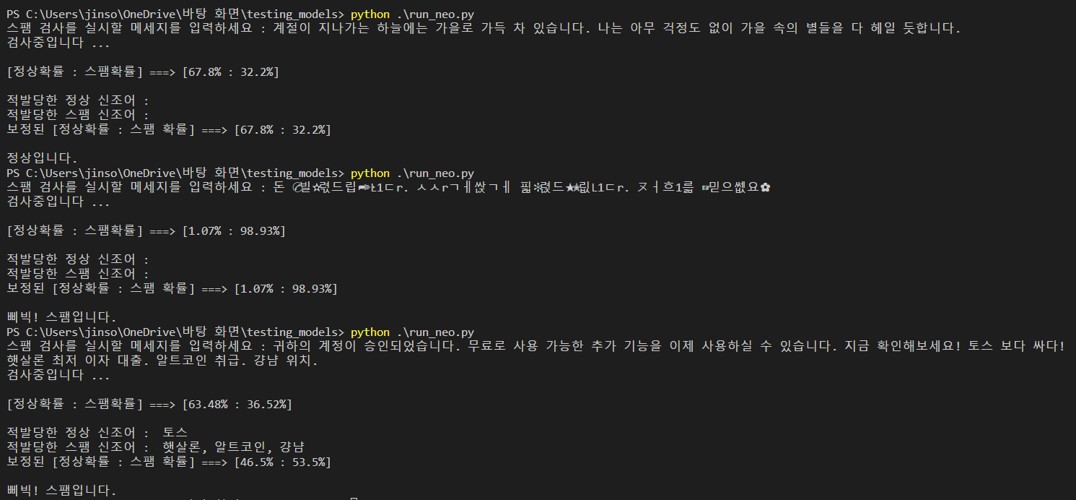 PS C:\Users\jinso\OneDrive\바탕 화면\testing_models> python .\run_neo.py
스팸 검사를 실시할 메세지를 입력하세요 : 계절이 지나가는 하늘에는 가을로 가득 차 있습니다. 나는 아무 걱정도 없이 가을 속의 별들을 다 헤일 듯합니다.
검사중입니다 ...
[정상확률 : 스팸확률] ===> [67.8% : 32.2%]
적발당한 정상 신조어 :
적발당한 스팸 신조어 :
보정된 [정상확률 : 스팸 확률] ===> [67.8% : 32.2%]
정상입니다.
PS C:\Users\jinso\OneDrive\바탕 화면\testing_models> python .\run_neo.py
스팸 검사를 실시할 메세지를 입력하세요 : 돈 ㅅㅅrㄱㅔ쌵ㄱㅔ ㅈㅓ흐1를
검사중입니다 ...
[정상확률 : 스팸확률] ===> [1.07% : 98.93%]
적발당한 정상 신조어 :
적발당한 스팸 신조어 :
보정된 [정상확률 : 스팸 확률] ===> [1.07% : 98.93%]
삐빅! 스팸입니다.
PS C:\Users\jinso\OneDrive\바탕 화면\testing_models> python .\run_neo.py
스팸 검사를 실시할 메세지를 입력하세요 : 귀하의 계정이 승인되었습니다. 무료로 사용 가능한 추가 기능을 이제 사용하실 수 있습니다. 지금 확인해보세요! 토스 보다 싸다!
햇살론 최저 이자 대출. 알트코인 취급. 걍남 위치.
검사중입니다 ...
[정상확률 : 스팸확률] ===> [63.48% : 36.52%]
적발당한 정상 신조어 :  토스
적발당한 스팸 신조어 :  햇살론, 알트코인, 걍남
보정된 [정상확률 : 스팸 확률] ===> [46.5% : 53.5%]
삐빅! 스팸입니다.